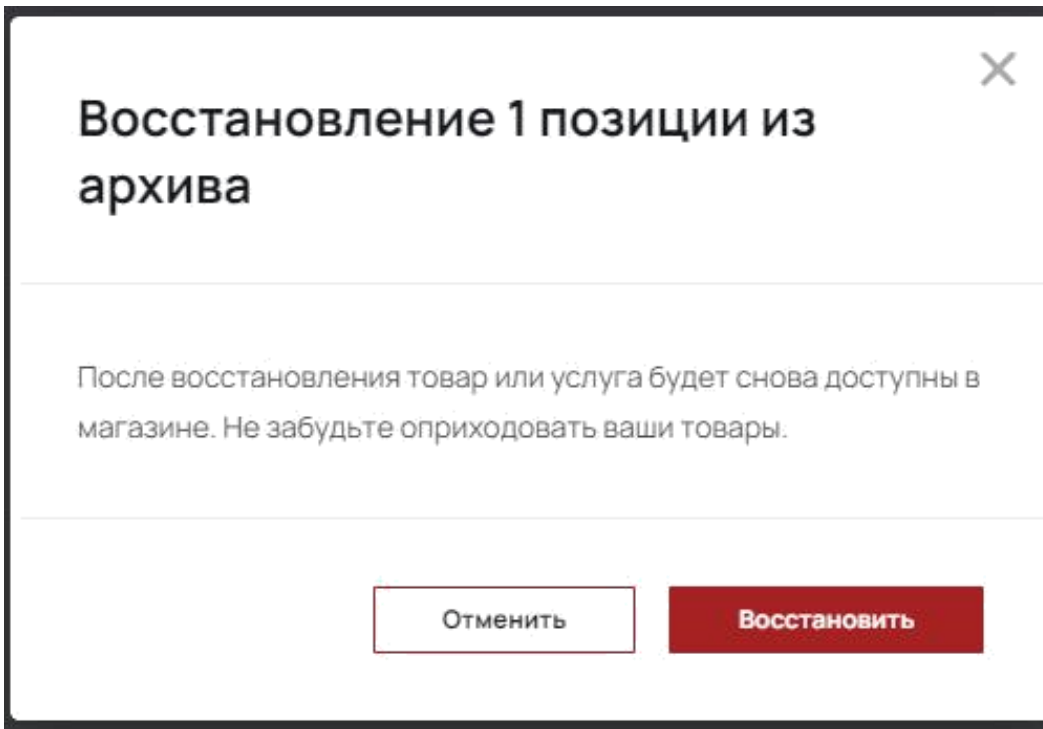 Восстановление 1 позиции из
архива
После восстановления товар или услуга будет снова доступны в
магазине. Не забудьте оприходовать ваши товары.
Отменить
Восстановить